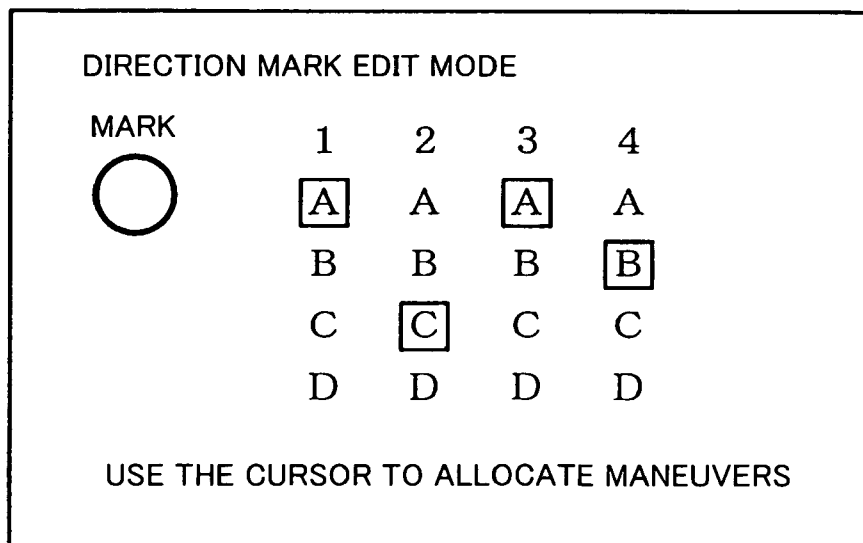 DIRECTION MARK EDIT MODE
MARK
1 2 3 4
A A A A
B B B B
C C C C
D D D D
USE THE CURSOR TO ALLOCATE MANEUVERS